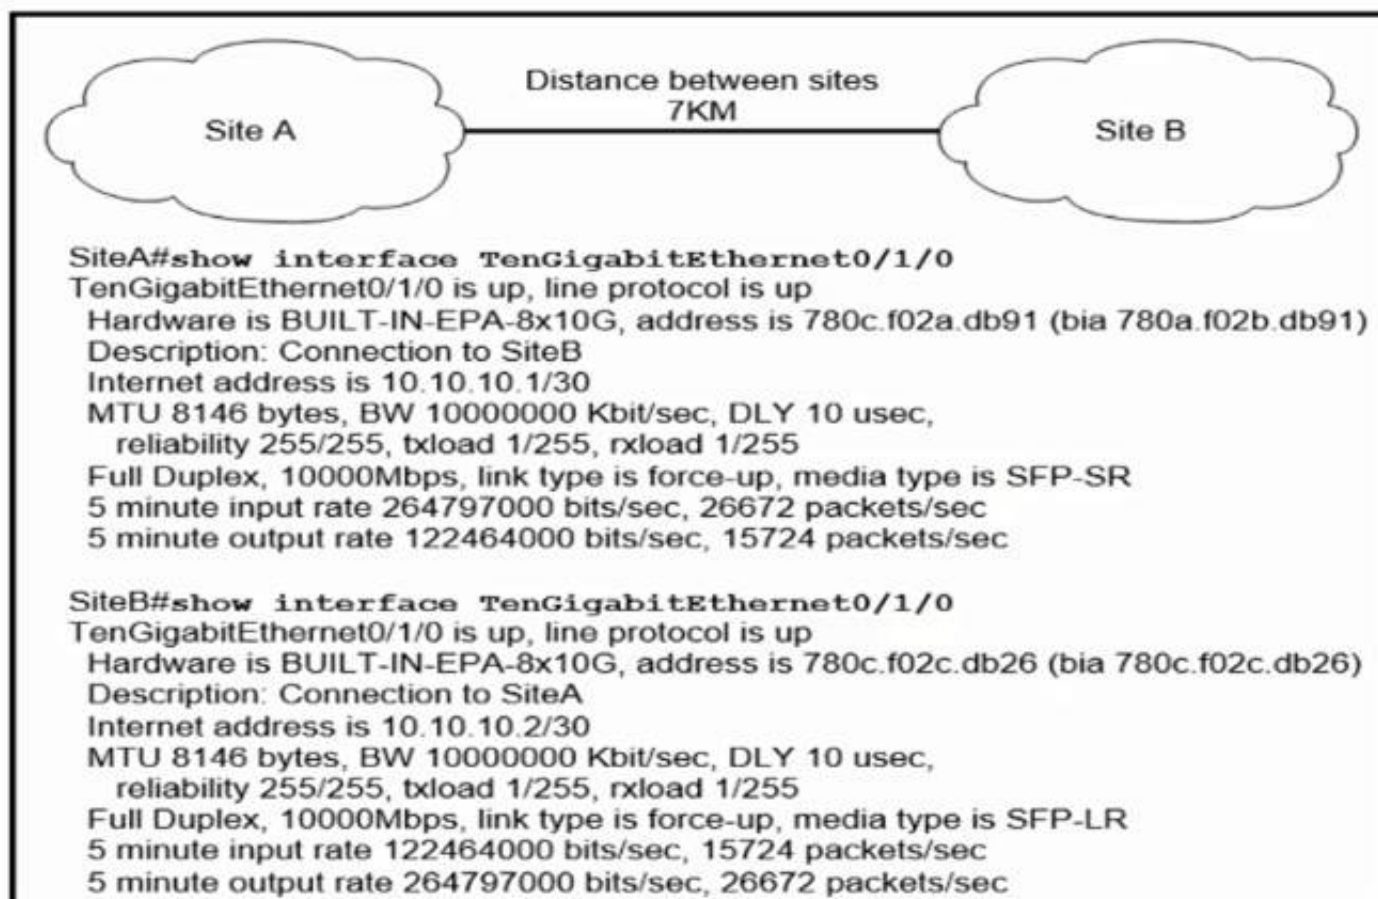 Distance between sites
7KM
Site A
Site B
SiteA#show interface TenGigabitEthernet0/1/0
TenGigabitEthernet0/1/0 is up, line protocol is up
Hardware is BUILT-IN-EPA-8x10G, address is 780c.f02a.db91 (bia 780a.f02b.db91)
Description: Connection to SiteB
Internet address is 10.10.10.1/30
MTU 8146 bytes, BW 10000000 Kbit/sec, DLY 10 usec,
reliability 255/255, txload 1/255, rxload 1/255
Full Duplex, 10000Mbps, link type is force-up, media type is SFP-SR
5 minute input rate 264797000 bits/sec, 26672 packets/sec
5 minute output rate 122464000 bits/sec, 15724 packets/sec
SiteB#show interface TenGigabitEthernet0/1/0
TenGigabitEthernet0/1/0 is up, line protocol is up
Hardware is BUILT-IN-EPA-8x10G, address is 780c.f02c.db26 (bia 780c.f02c.db26)
Description: Connection to SiteA
Internet address is 10.10.10.2/30
MTU 8146 bytes, BW 10000000 Kbit/sec, DLY 10 usec,
reliability 255/255, txload 1/255, rxload 1/255
Full Duplex, 10000Mbps, link type is force-up, media type is SFP-LR
5 minute input rate 122464000 bits/sec, 15724 packets/sec
5 minute output rate 264797000 bits/sec, 26672 packets/sec